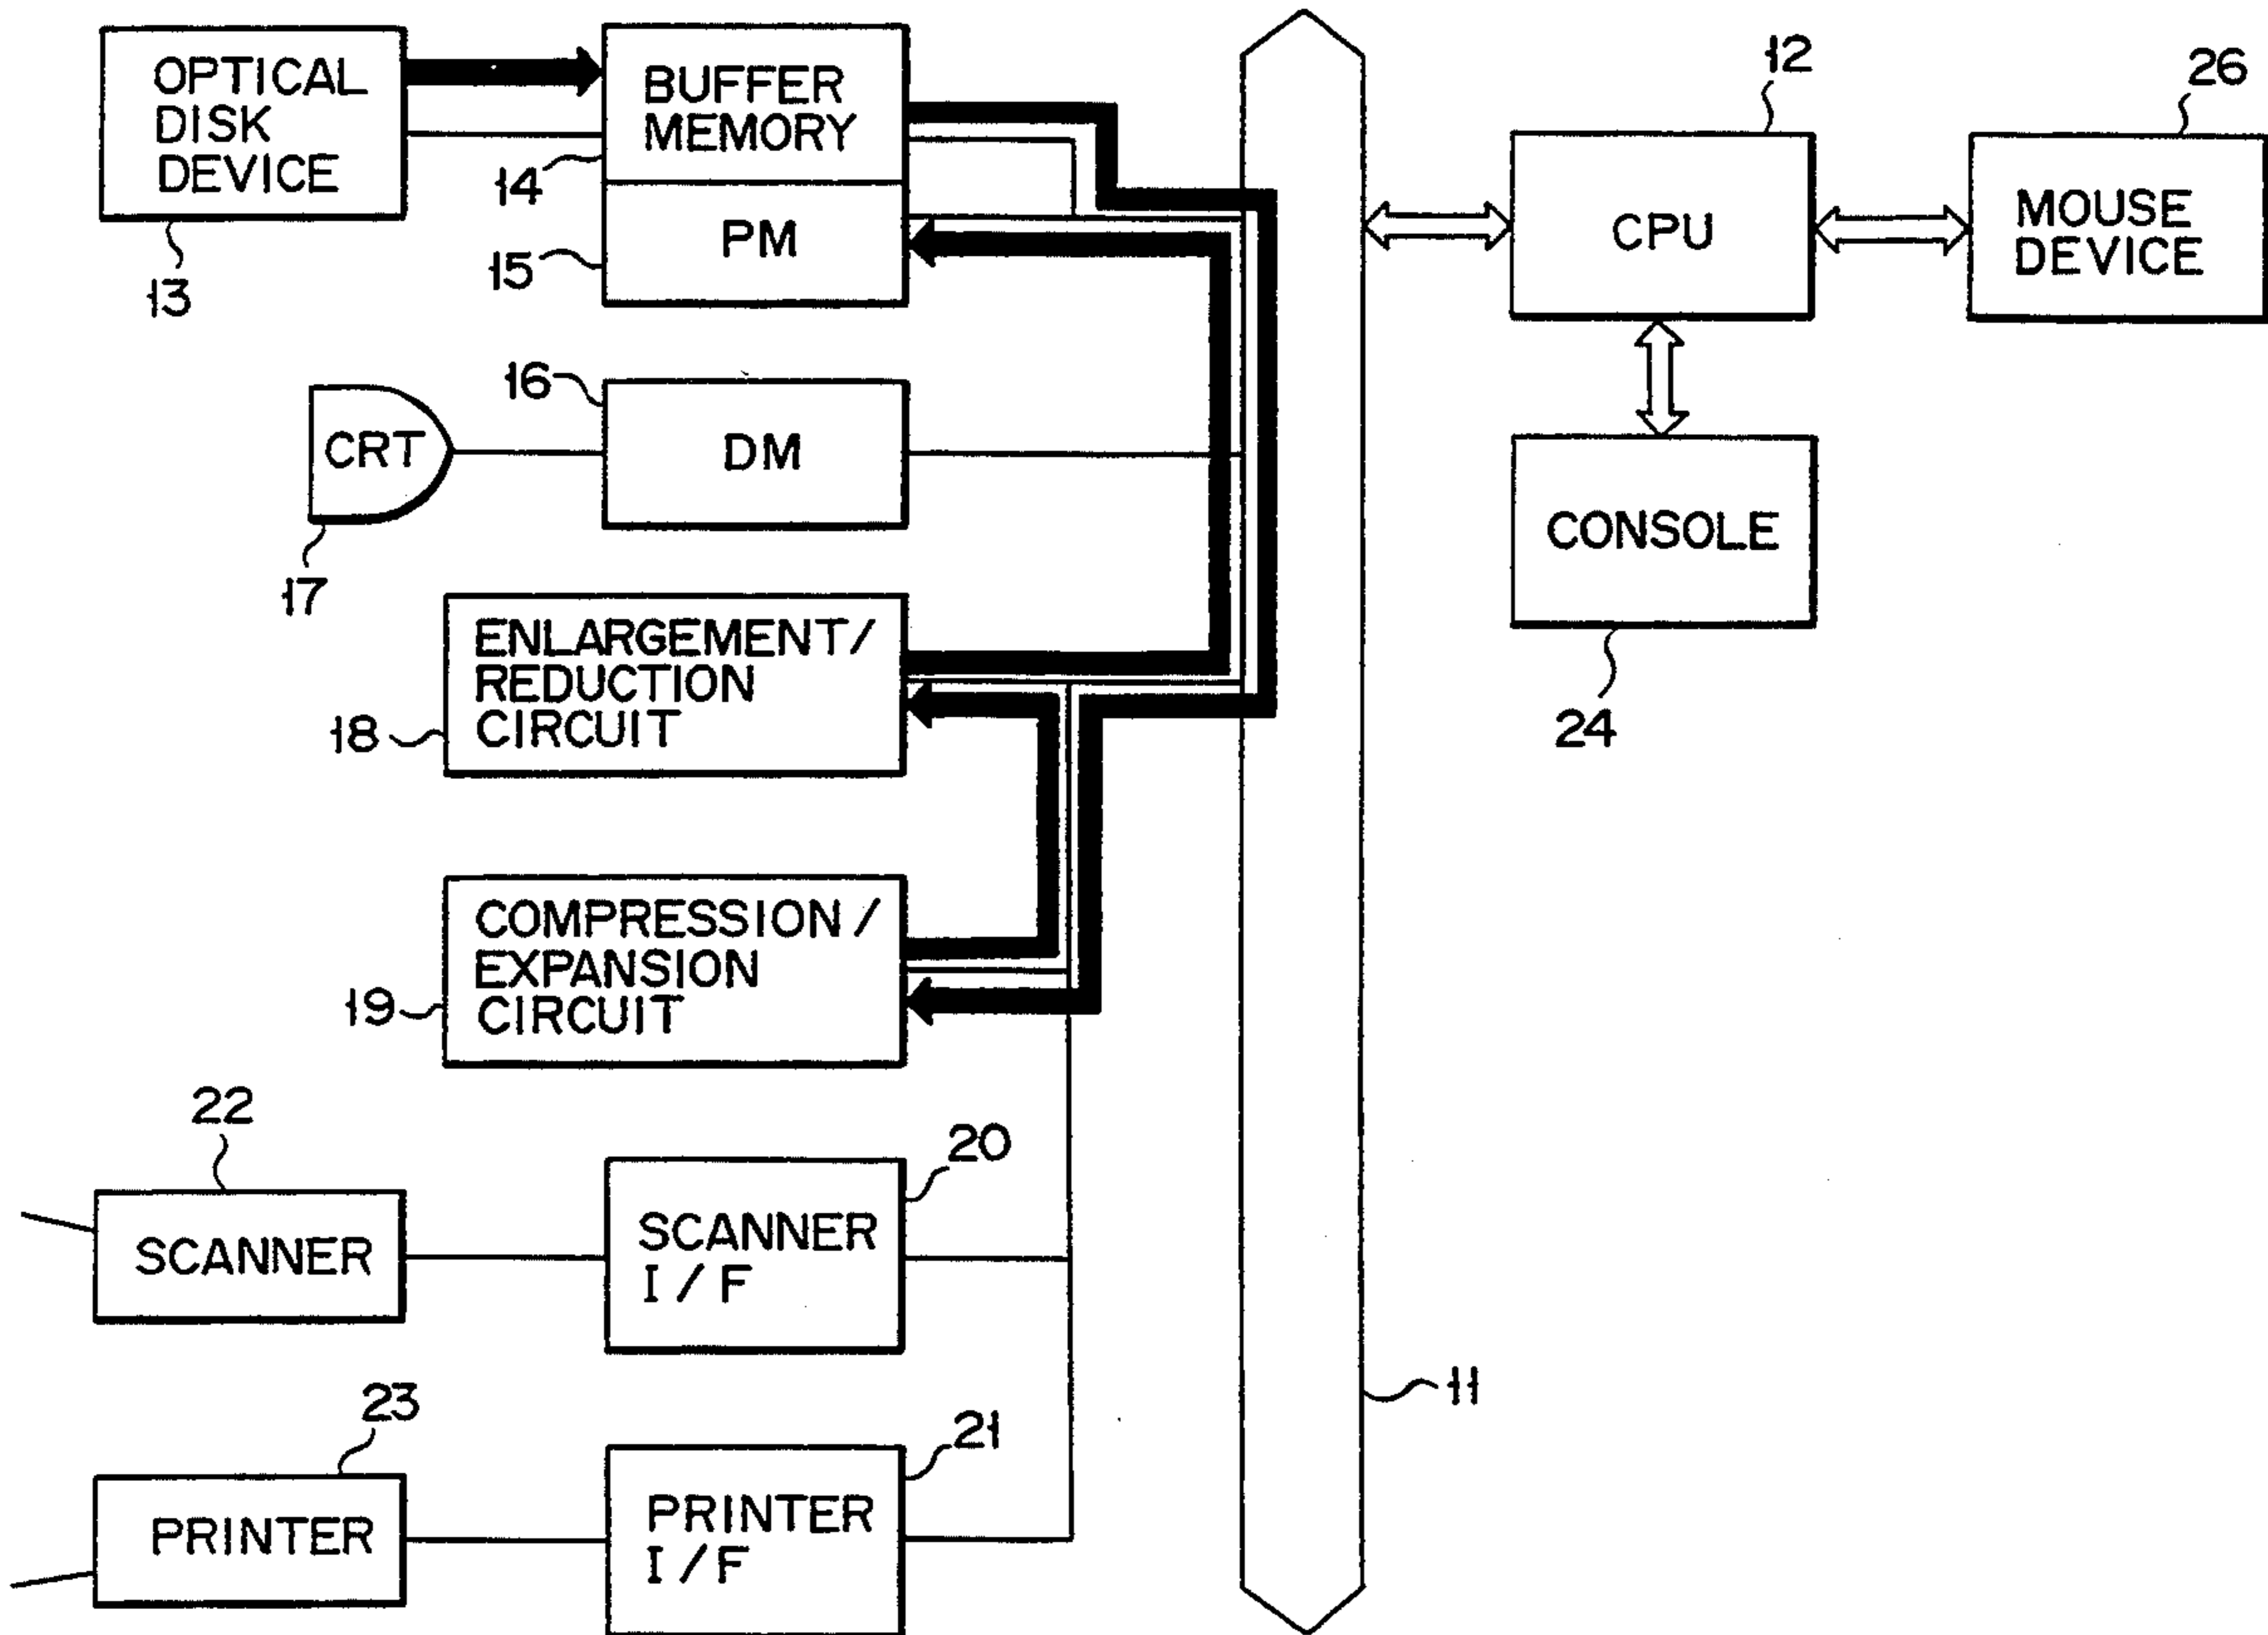 OPTICAL
DISK
DEVICE
13
BUFFER
MEMORY
14
PM
15
12
CPU
26
MOUSE
DEVICE
CRT
17
16
DM
CONSOLE
24
ENLARGEMENT/
REDUCTION
CIRCUIT
18
COMPRESSION/
EXPANSION
CIRCUIT
19
22
SCANNER
20
SCANNER
I/F
11
23
PRINTER
21
PRINTER
I/F